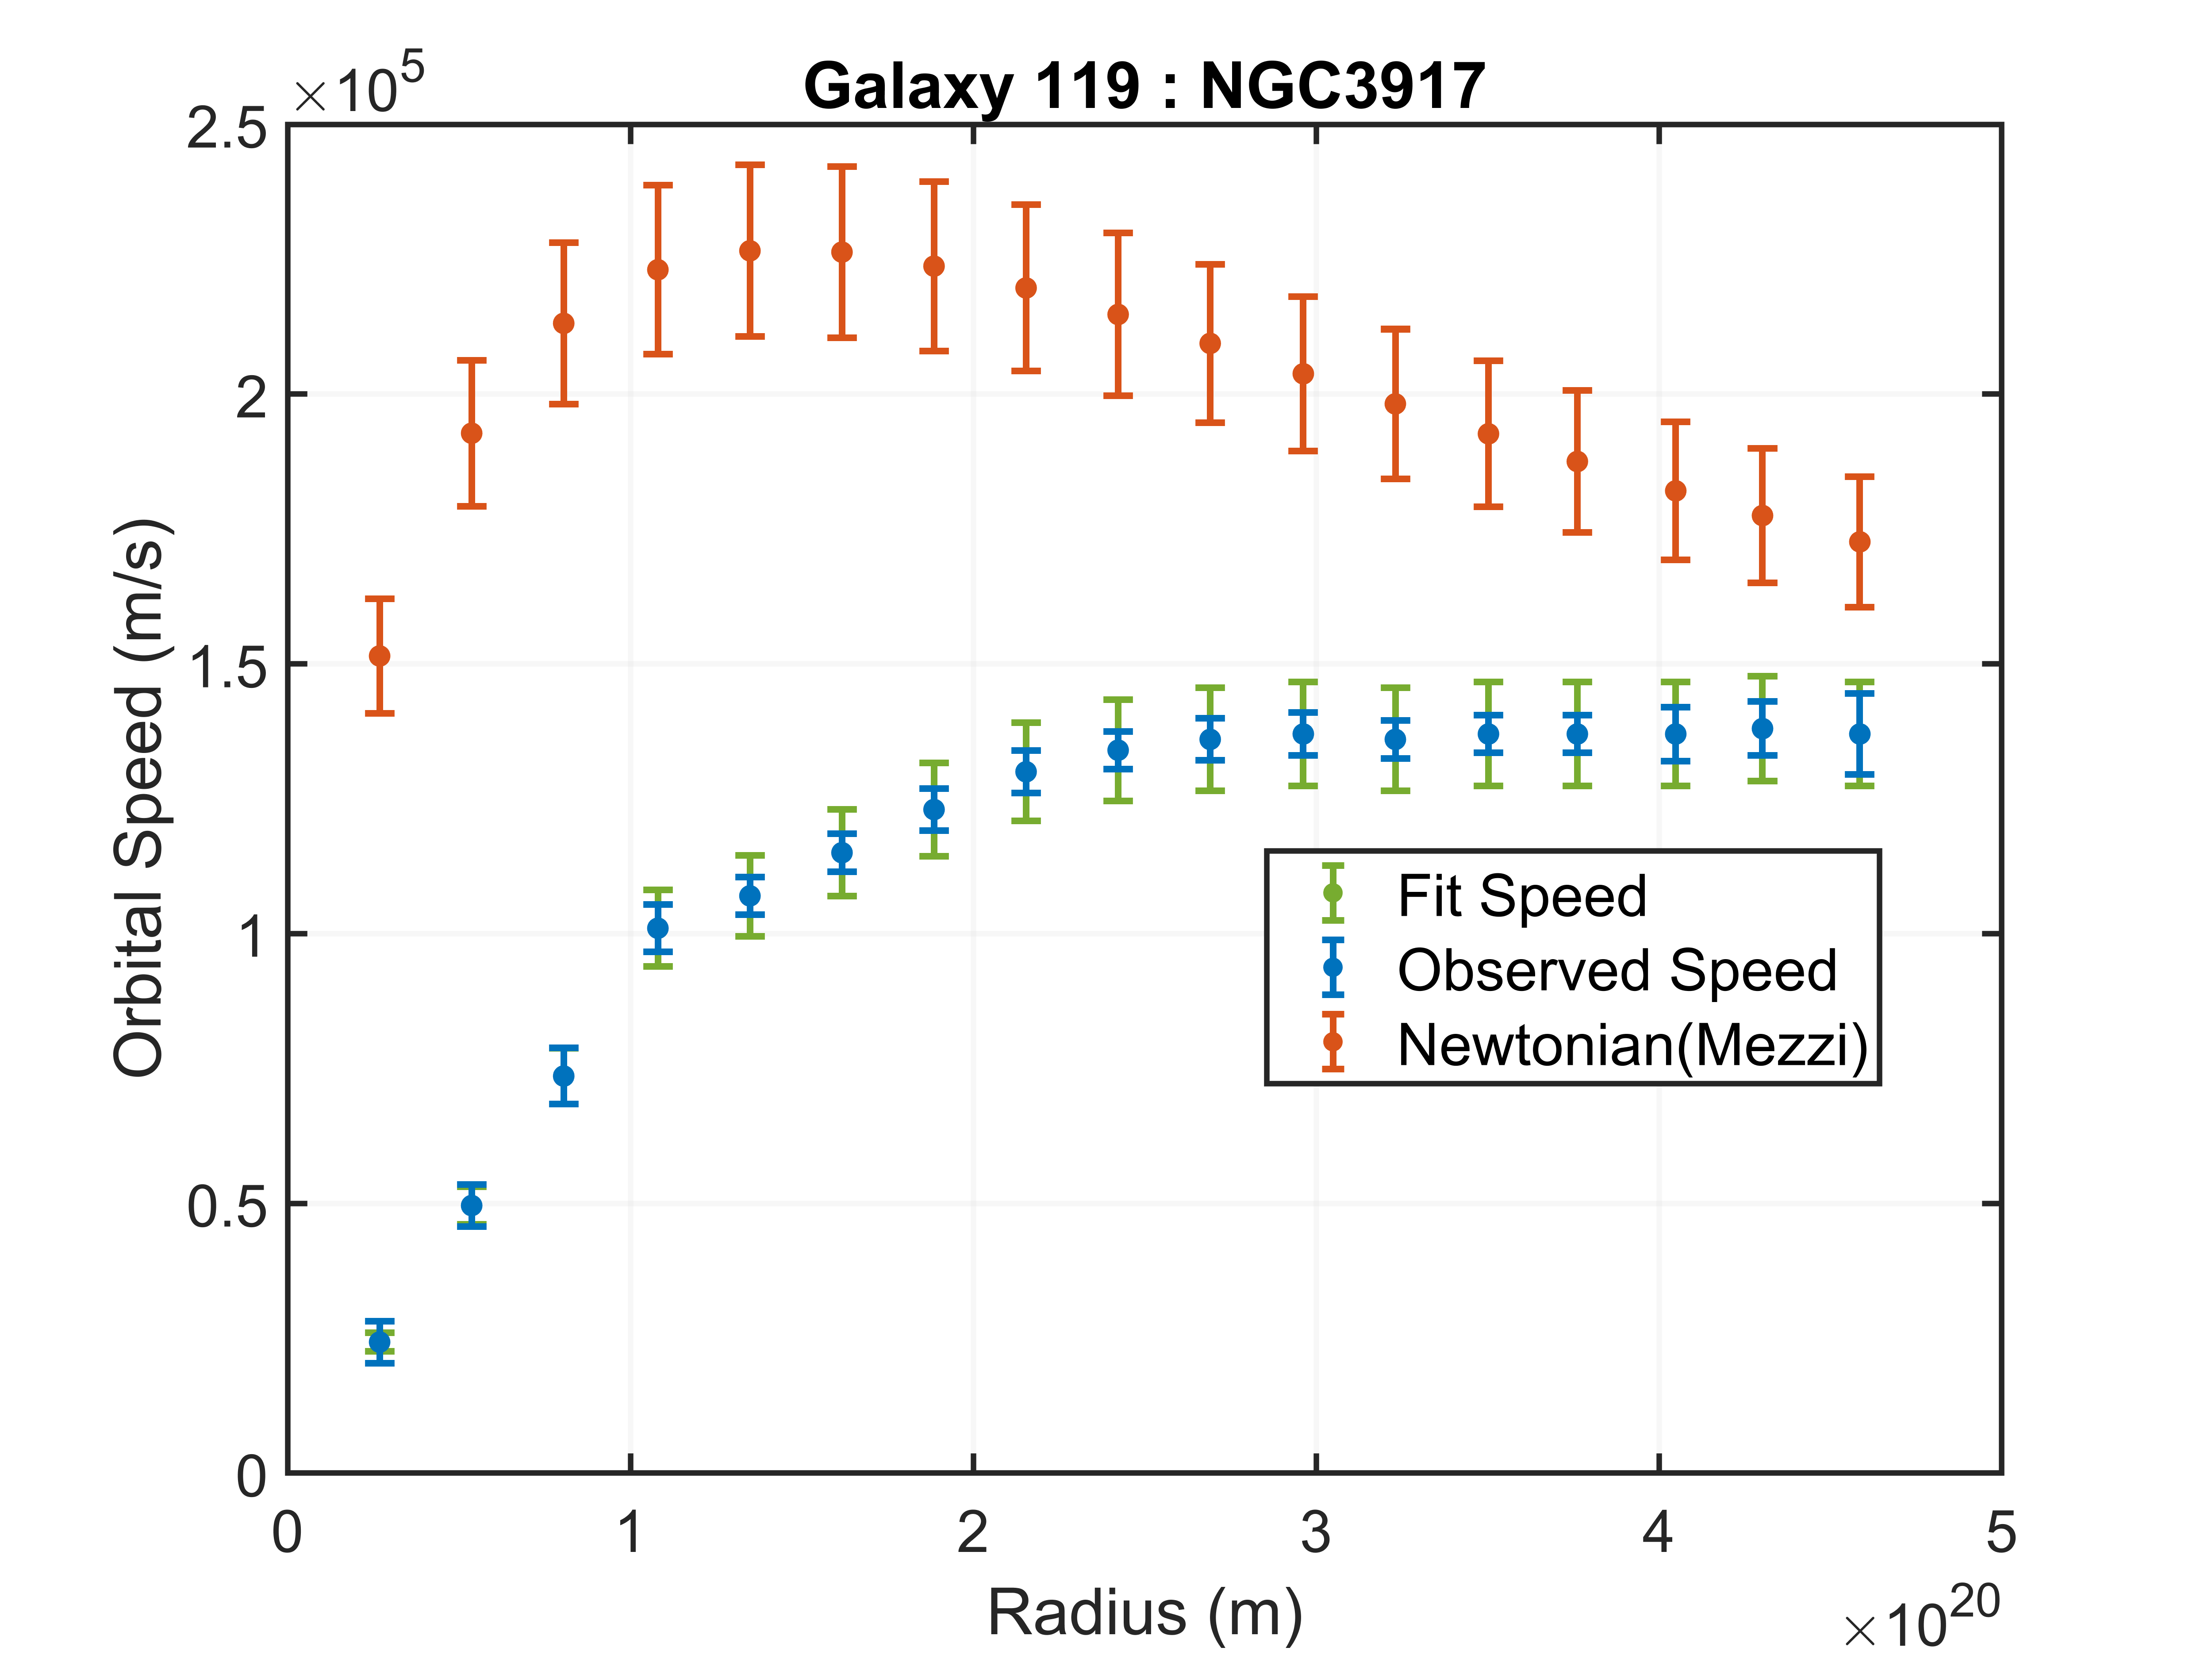 ×10^5
Galaxy 119 : NGC3917
2.5
2
1.5
1
0.5
0
Orbital Speed (m/s)
Fit Speed
Observed Speed
Newtonian(Mezzi)
0 1 2 3 4 5
Radius (m)
×10^20